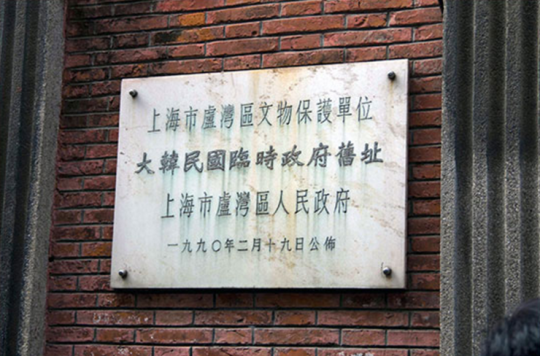 上海市盧灣區文物保護單位
大韓民國臨時政府舊址
上海市盧灣區人民政府
一九九〇年二月十九日公佈